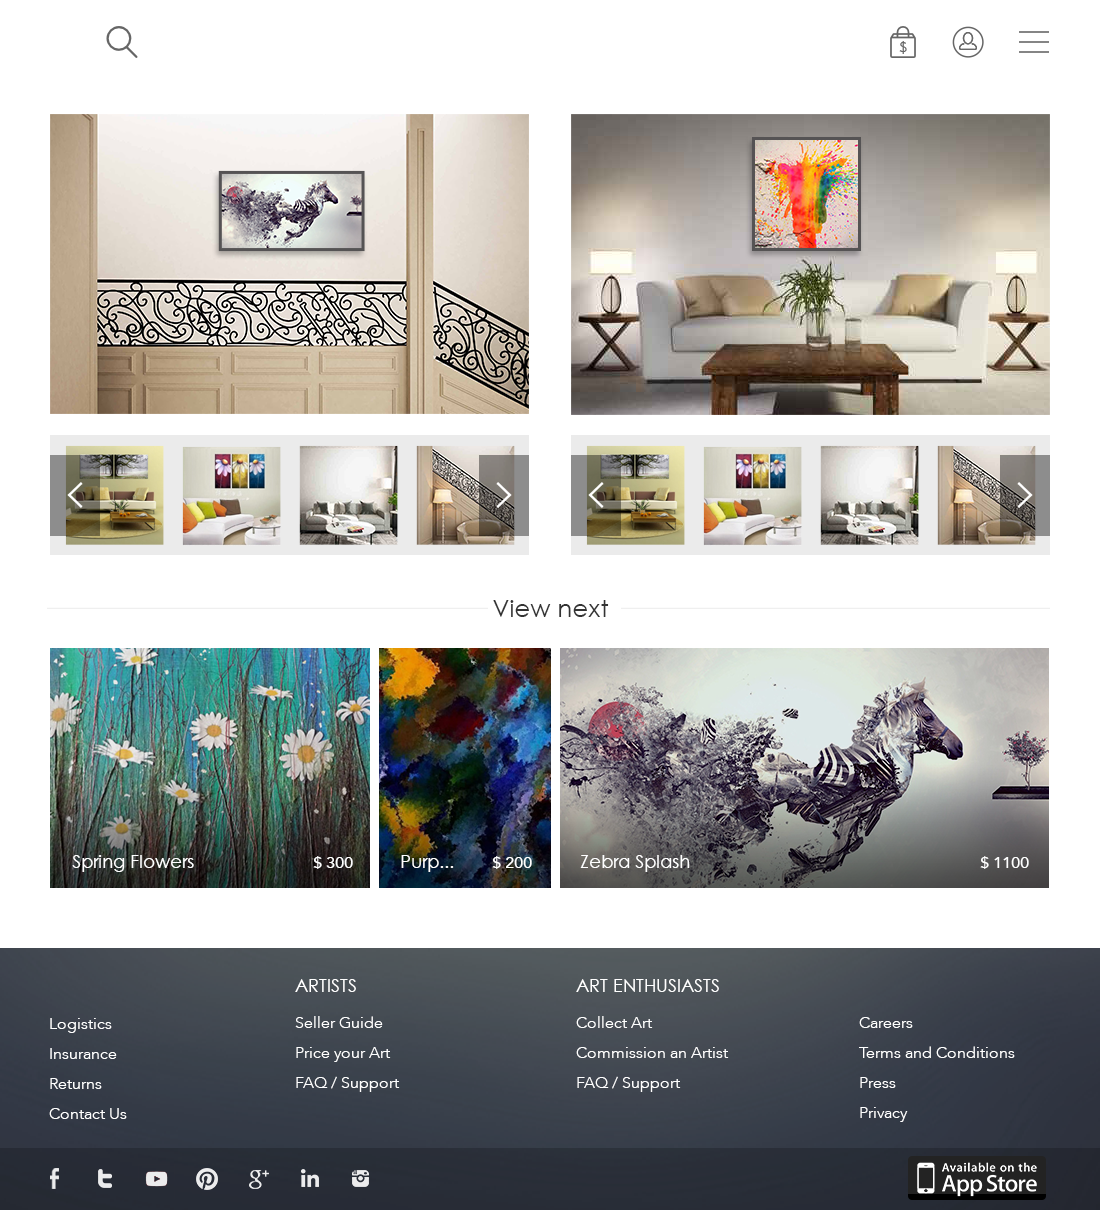 $
View next
Spring Flowers $ 300
Purp... $ 200
Zebra Splash $ 1100
Logistics
Insurance
Returns
Contact Us
ARTISTS
Seller Guide
Price your Art
FAQ / Support
ART ENTHUSIASTS
Collect Art
Commission an Artist
FAQ / Support
Careers
Terms and Conditions
Press
Privacy
Available on the
App Store